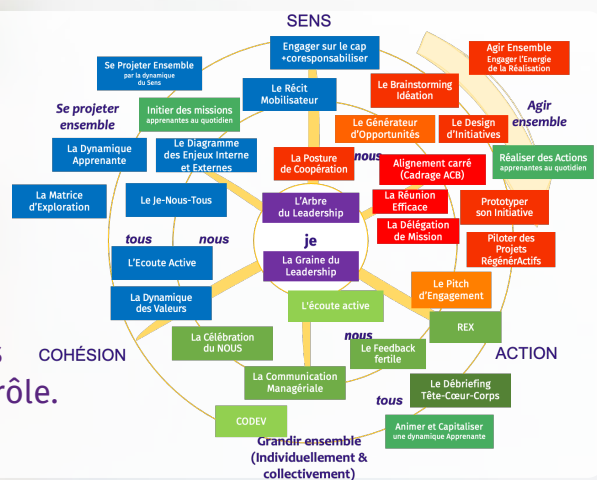 SENS
Engager sur le cap
+coresponsabiliser
Agir Ensemble
Engager L'Energie
de la Réalisation
Se Projeter Ensemble
par la dynamique
du Sens
Le Récit
Mobilisateur
Le Brainstorming
Idéation
Se projeter
ensemble
Initier des missions
apprenantes au quotidien
Agir
ensemble
Le Générateur
d'Opportunités
Le Design
d'Initiatives
La Dynamique
Apprenante
Le Diagramme
des Enjeux Interne
et Externes
La Posture
de Coopération
nous
Alignement carré
(Cadrage ACB)
Réaliser des Actions
apprenantes au quotidien
La Matrice
d'Exploration
Le Je-Nous-Tous
L'Arbre
du Leadership
La Réunion
Efficace
Prototyper
son Initiative
La Délégation
de Mission
tous
nous
je
Piloter des
Projets
RégénérActifs
L'Ecoute Active
La Graine du
Leadership
La Dynamique
des Valeurs
L'écoute active
Le Pitch
d'Engagement
REX
La Célébration
du NOUS
nous
Le Feedback
fertile
s
COHÉSION
ACTION
rôle.
La Communication
Managériale
Le Débriefing
Tête-Cœur-Corps
tous
CODEV
Animer et Capitaliser
une dynamique Apprenante
Grandir ensemble
(Individuellement &
collectivement)